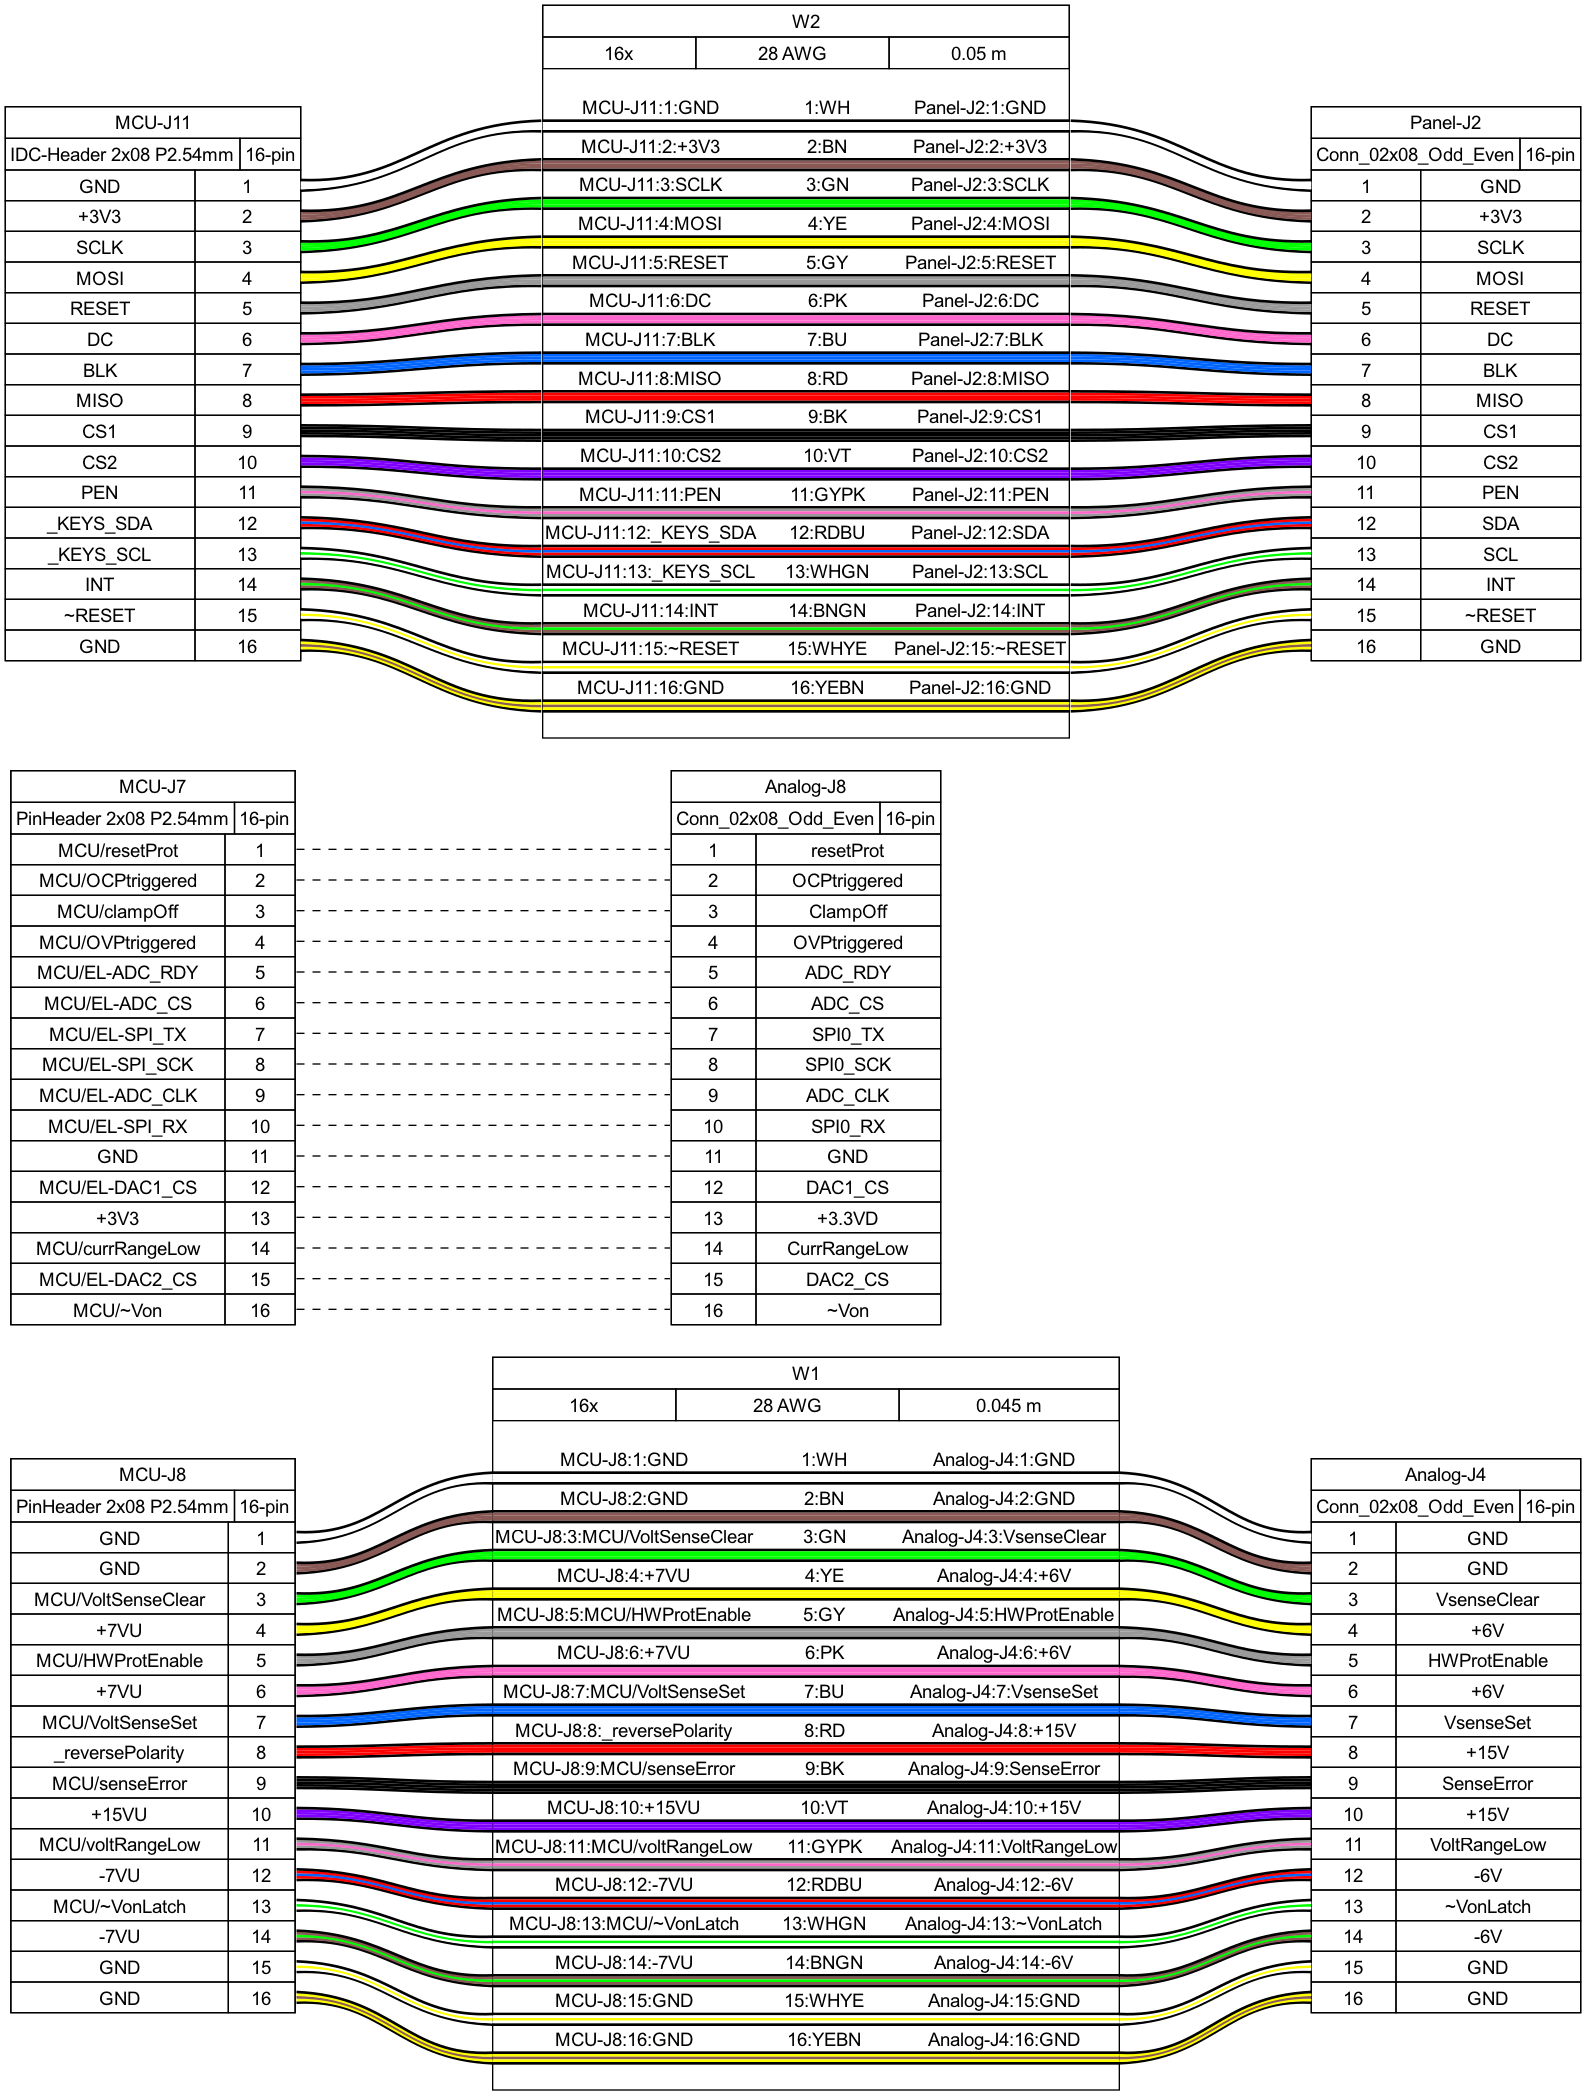 W2
16x 28 AWG 0.05 m
MCU-J11:1:GND 1:WH Panel-J2:1:GND
MCU-J11:2:+3V3 2:BN Panel-J2:2:+3V3
MCU-J11:3:SCLK 3:GN Panel-J2:3:SCLK
MCU-J11:4:MOSI 4:YE Panel-J2:4:MOSI
MCU-J11:5:RESET 5:GY Panel-J2:5:RESET
MCU-J11:6:DC 6:PK Panel-J2:6:DC
MCU-J11:7:BLK 7:BU Panel-J2:7:BLK
MCU-J11:8:MISO 8:RD Panel-J2:8:MISO
MCU-J11:9:CS1 9:BK Panel-J2:9:CS1
MCU-J11:10:CS2 10:VT Panel-J2:10:CS2
MCU-J11:11:PEN 11:GYPK Panel-J2:11:PEN
MCU-J11:12:_KEYS_SDA 12:RDBU Panel-J2:12:SDA
MCU-J11:13:_KEYS_SCL 13:WHGN Panel-J2:13:SCL
MCU-J11:14:INT 14:BNGN Panel-J2:14:INT
MCU-J11:15:~RESET 15:WHYE Panel-J2:15:~RESET
MCU-J11:16:GND 16:YEBN Panel-J2:16:GND
MCU-J11
IDC-Header 2x08 P2.54mm 16-pin
GND 1
+3V3 2
SCLK 3
MOSI 4
RESET 5
DC 6
BLK 7
MISO 8
CS1 9
CS2 10
PEN 11
_KEYS_SDA 12
_KEYS_SCL 13
INT 14
~RESET 15
GND 16
Panel-J2
Conn_02x08_Odd_Even 16-pin
1 GND
2 +3V3
3 SCLK
4 MOSI
5 RESET
6 DC
7 BLK
8 MISO
9 CS1
10 CS2
11 PEN
12 SDA
13 SCL
14 INT
15 ~RESET
16 GND
MCU-J7
PinHeader 2x08 P2.54mm 16-pin
MCU/resetProt 1
MCU/OCPtriggered 2
MCU/clampOff 3
MCU/OVPtriggered 4
MCU/EL-ADC_RDY 5
MCU/EL-ADC_CS 6
MCU/EL-SPI_TX 7
MCU/EL-SPI_SCK 8
MCU/EL-ADC_CLK 9
MCU/EL-SPI_RX 10
GND 11
MCU/EL-DAC1_CS 12
+3V3 13
MCU/currRangeLow 14
MCU/EL-DAC2_CS 15
MCU/~Von 16
Analog-J8
Conn_02x08_Odd_Even 16-pin
1 resetProt
2 OCPtriggered
3 ClampOff
4 OVPtriggered
5 ADC_RDY
6 ADC_CS
7 SPI0_TX
8 SPI0_SCK
9 ADC_CLK
10 SPI0_RX
11 GND
12 DAC1_CS
13 +3.3VD
14 CurrRangeLow
15 DAC2_CS
16 ~Von
W1
16x 28 AWG 0.045 m
MCU-J8:1:GND 1:WH Analog-J4:1:GND
MCU-J8:2:GND 2:BN Analog-J4:2:GND
MCU-J8:3:MCU/VoltSenseClear 3:GN Analog-J4:3:VsenseClear
MCU-J8:4:+7VU 4:YE Analog-J4:4:+6V
MCU-J8:5:MCU/HWProtEnable 5:GY Analog-J4:5:HWProtEnable
MCU-J8:6:+7VU 6:PK Analog-J4:6:+6V
MCU-J8:7:MCU/VoltSenseSet 7:BU Analog-J4:7:VsenseSet
MCU-J8:8:_reversePolarity 8:RD Analog-J4:8:+15V
MCU-J8:9:MCU/senseError 9:BK Analog-J4:9:SenseError
MCU-J8:10:+15VU 10:VT Analog-J4:10:+15V
MCU-J8:11:MCU/voltRangeLow 11:GYPK Analog-J4:11:VoltRangeLow
MCU-J8:12:-7VU 12:RDBU Analog-J4:12:-6V
MCU-J8:13:MCU/~VonLatch 13:WHGN Analog-J4:13:~VonLatch
MCU-J8:14:-7VU 14:BNGN Analog-J4:14:-6V
MCU-J8:15:GND 15:WHYE Analog-J4:15:GND
MCU-J8:16:GND 16:YEBN Analog-J4:16:GND
MCU-J8
PinHeader 2x08 P2.54mm 16-pin
GND 1
GND 2
MCU/VoltSenseClear 3
+7VU 4
MCU/HWProtEnable 5
+7VU 6
MCU/VoltSenseSet 7
_reversePolarity 8
MCU/senseError 9
+15VU 10
MCU/voltRangeLow 11
-7VU 12
MCU/~VonLatch 13
-7VU 14
GND 15
GND 16
Analog-J4
Conn_02x08_Odd_Even 16-pin
1 GND
2 GND
3 VsenseClear
4 +6V
5 HWProtEnable
6 +6V
7 VsenseSet
8 +15V
9 SenseError
10 +15V
11 VoltRangeLow
12 -6V
13 ~VonLatch
14 -6V
15 GND
16 GND